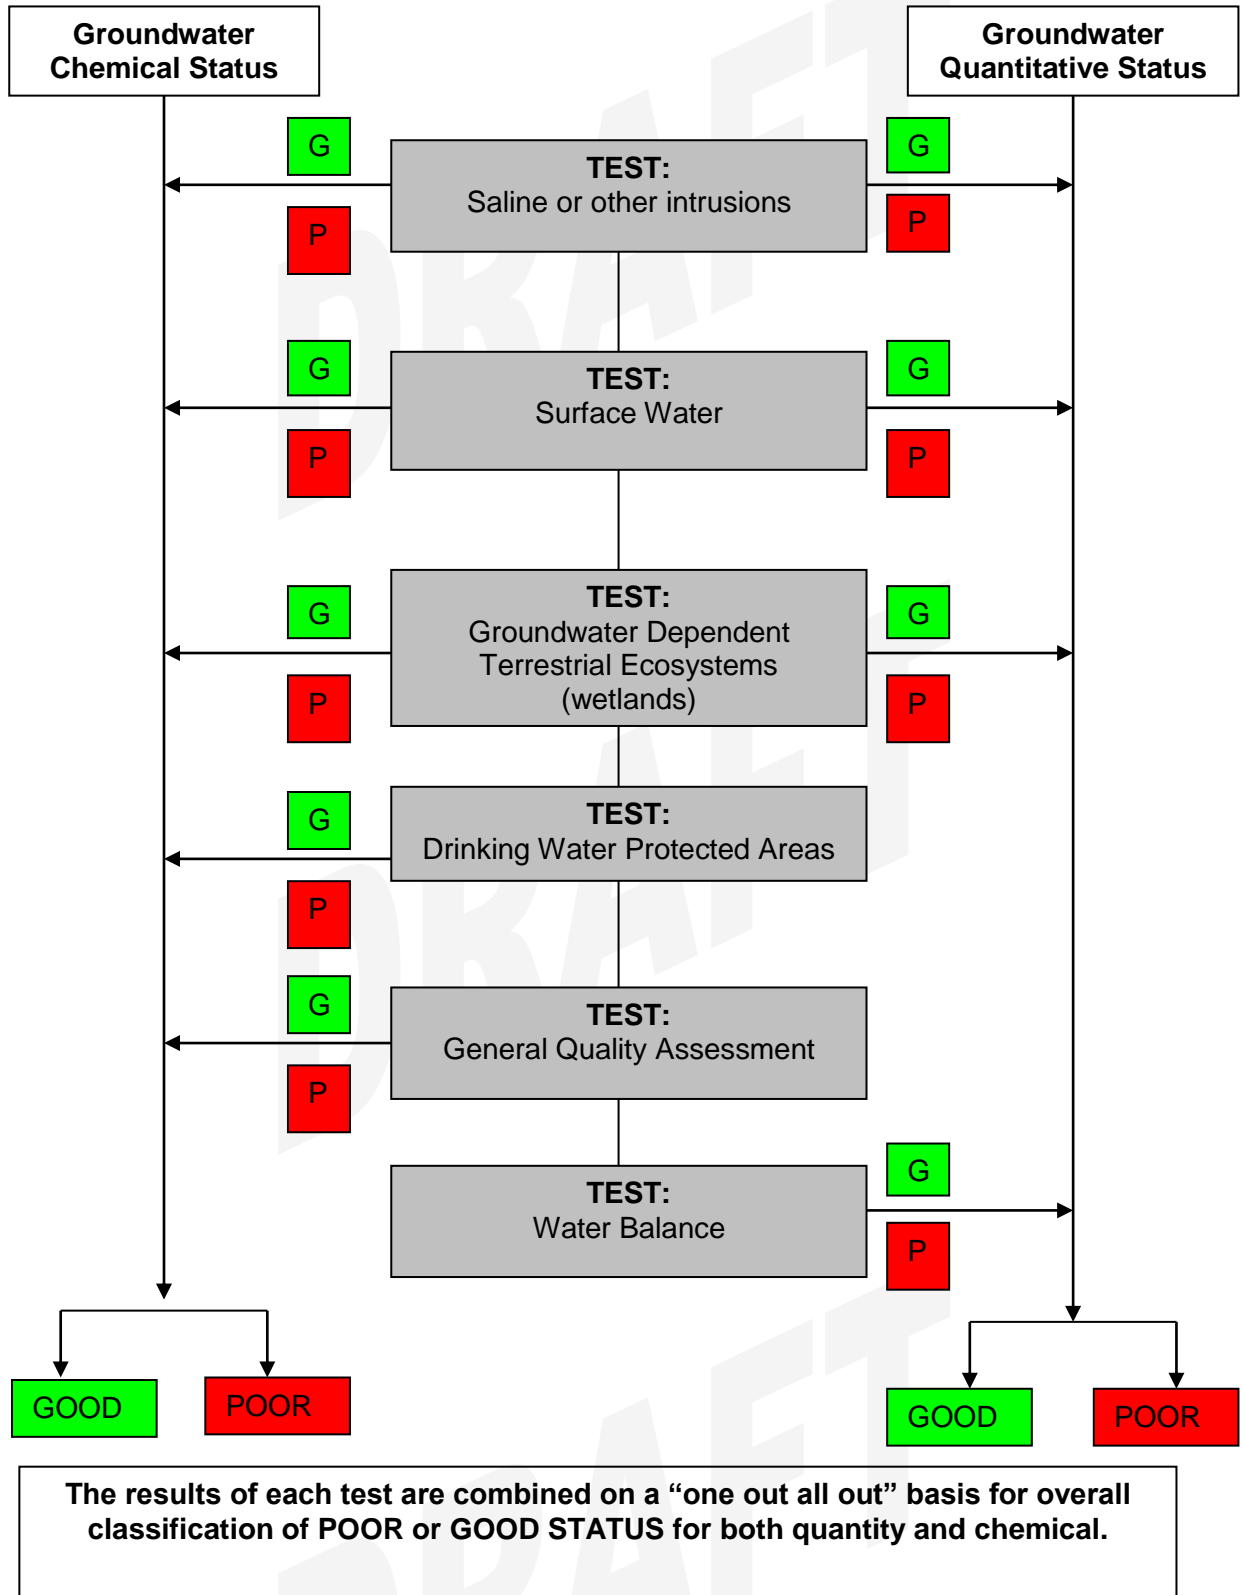 Groundwater
Chemical Status
Groundwater
Quantitative Status
G
P
TEST:
Saline or other intrusions
G
P
G
P
TEST:
Surface Water
G
P
G
P
TEST:
Groundwater Dependent
Terrestrial Ecosystems
(wetlands)
G
P
G
P
TEST:
Drinking Water Protected Areas
G
P
TEST:
General Quality Assessment
TEST:
Water Balance
G
P
GOOD
POOR
GOOD
POOR
The results of each test are combined on a “one out all out” basis for overall
classification of POOR or GOOD STATUS for both quantity and chemical.
DRAFT
DRAFT
DRAFT